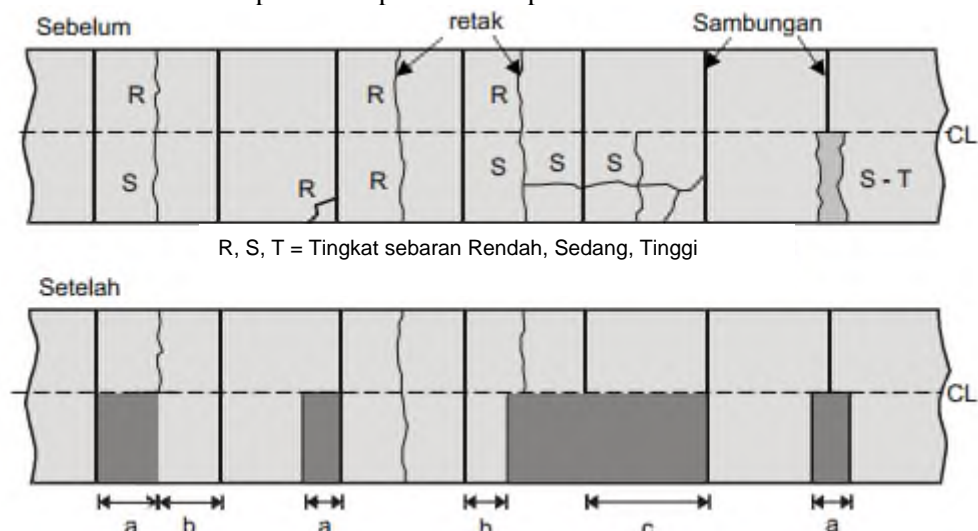 Sebelum
retak
Sambungan
R R R
CL
S R R S S S S - T
R, S, T = Tingkat sebaran Rendah, Sedang, Tinggi
Setelah
CL
a b a b c a